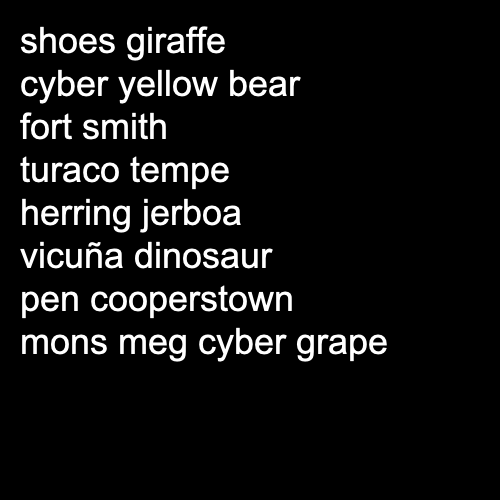 shoes giraffe
cyber yellow bear
fort smith
turaco tempe
herring jerboa
vicuña dinosaur
pen cooperstown
mons meg cyber grape